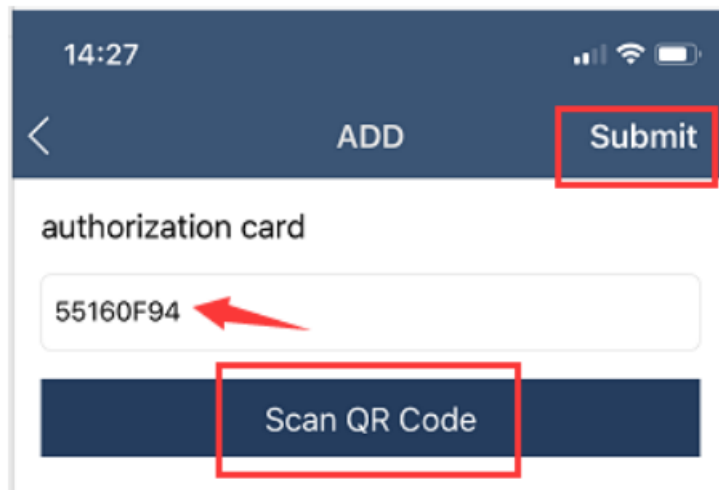 14:27
ADD Submit
authorization card
55160F94
Scan QR Code